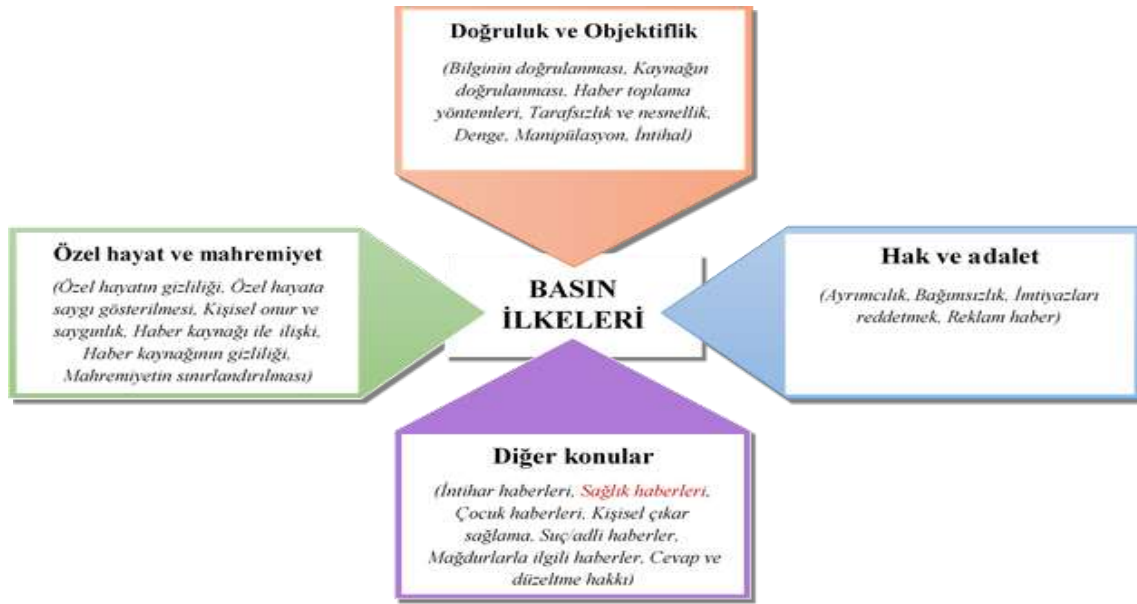 Doğruluk ve Objektiflik
(Bilginin doğrulanması, Kaynağın
doğrulanması, Haber toplama
yöntemleri, Tarafsızlık ve nesnellik,
Denge, Manipülasyon, İntihal)
Özel hayat ve mahremiyet
(Özel hayatın gizliliği, Özel hayata
saygı gösterilmesi, Kişisel onur ve
saygınlık, Haber kaynağı ile ilişki,
Haber kaynağının gizliliği,
Mahremiyetin sınırlandırılması)
BASIN
İLKELERİ
Hak ve adalet
(Ayrımcılık, Bağımsızlık, İmtiyazları
reddetmek, Reklam haber)
Diğer konular
(İntihar haberleri, Sağlık haberleri,
Çocuk haberleri, Kişisel çıkar
sağlama, Suç/adli haberler,
Mağdurlarla ilgili haberler, Cevap ve
düzeltme hakkı)